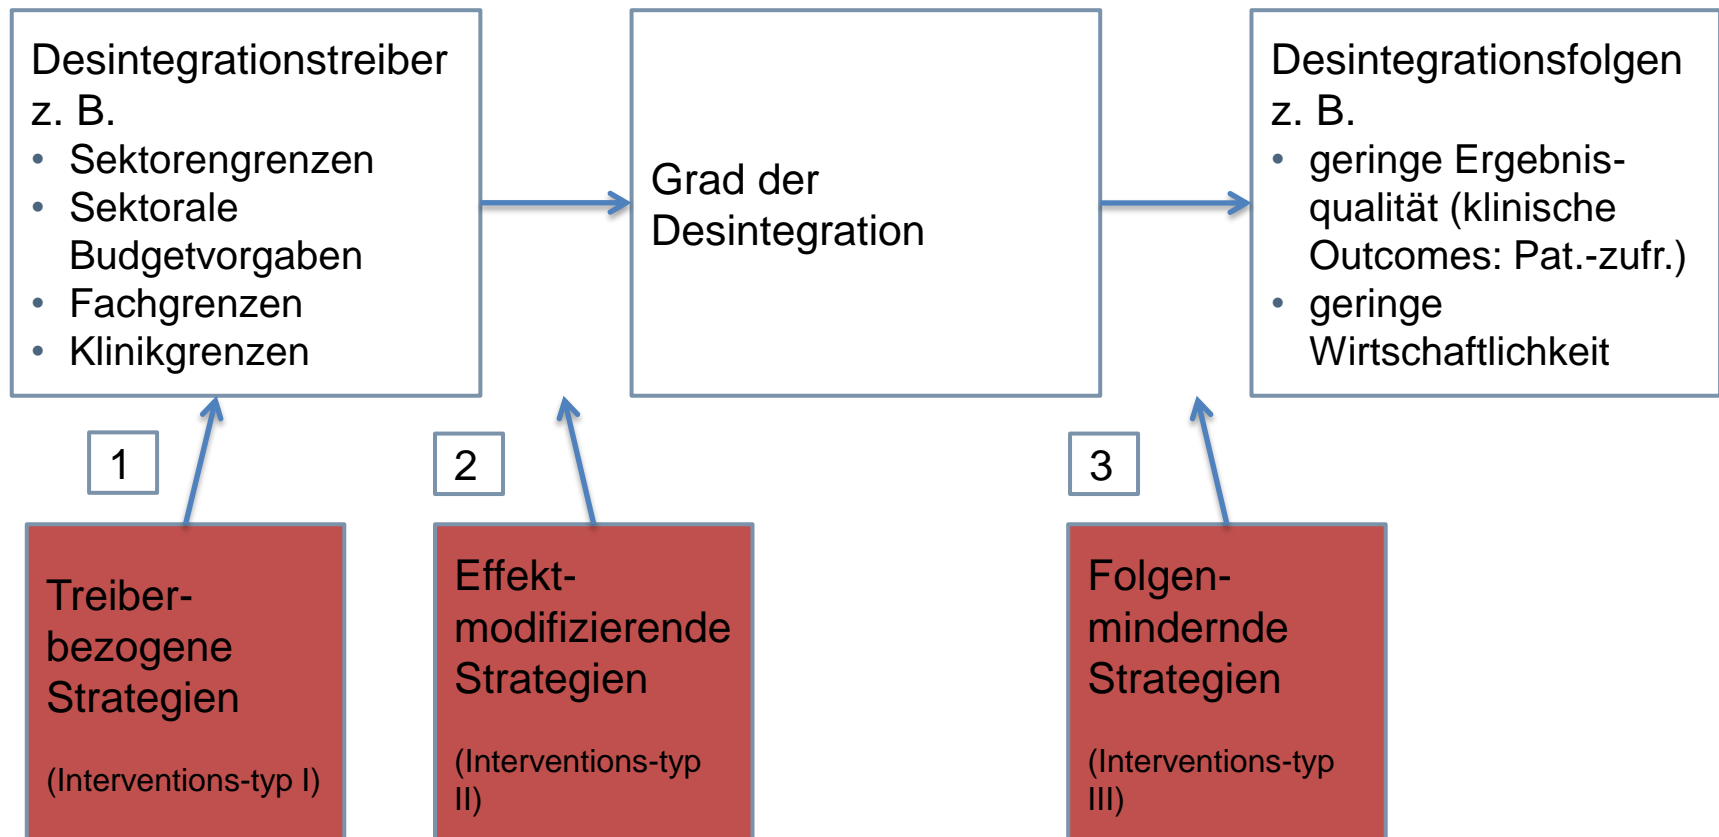 Desintegrationstreiber
z. B.
• Sektorengrenzen
• Sektorale
Budgetvorgaben
• Fachgrenzen
• Klinikgrenzen
Grad der
Desintegration
Desintegrationsfolgen
z. B.
• geringe Ergebnis-
qualität (klinische
Outcomes: Pat.-zufr.)
• geringe
Wirtschaftlichkeit
1
2
3
Treiber-
bezogene
Strategien
(Interventions-typ I)
Effekt-
modifizierende
Strategien
(Interventions-typ
II)
Folgen-
mindernde
Strategien
(Interventions-typ
III)